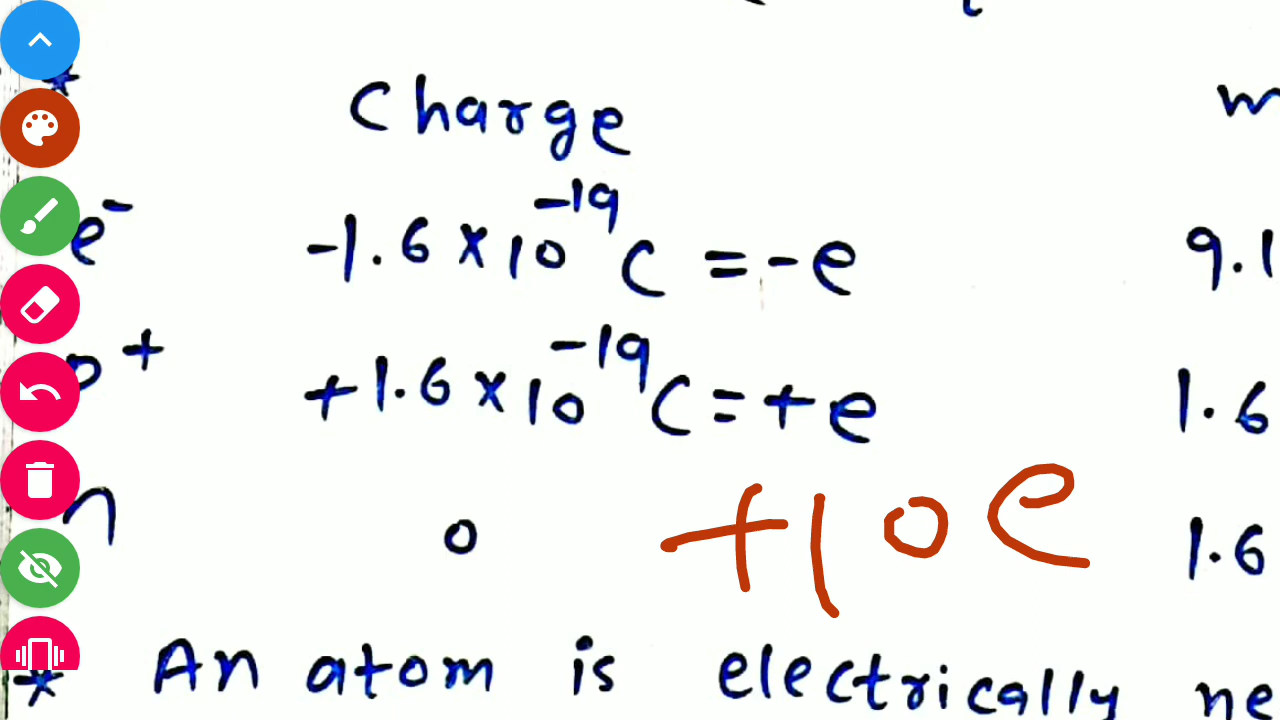 * Charge
e⁻ -1.6 × 10⁻¹⁹ C = -e 9.1
p⁺ +1.6 × 10⁻¹⁹ C = +e 1.6
n 0 +10e 1.6
* An atom is electrically